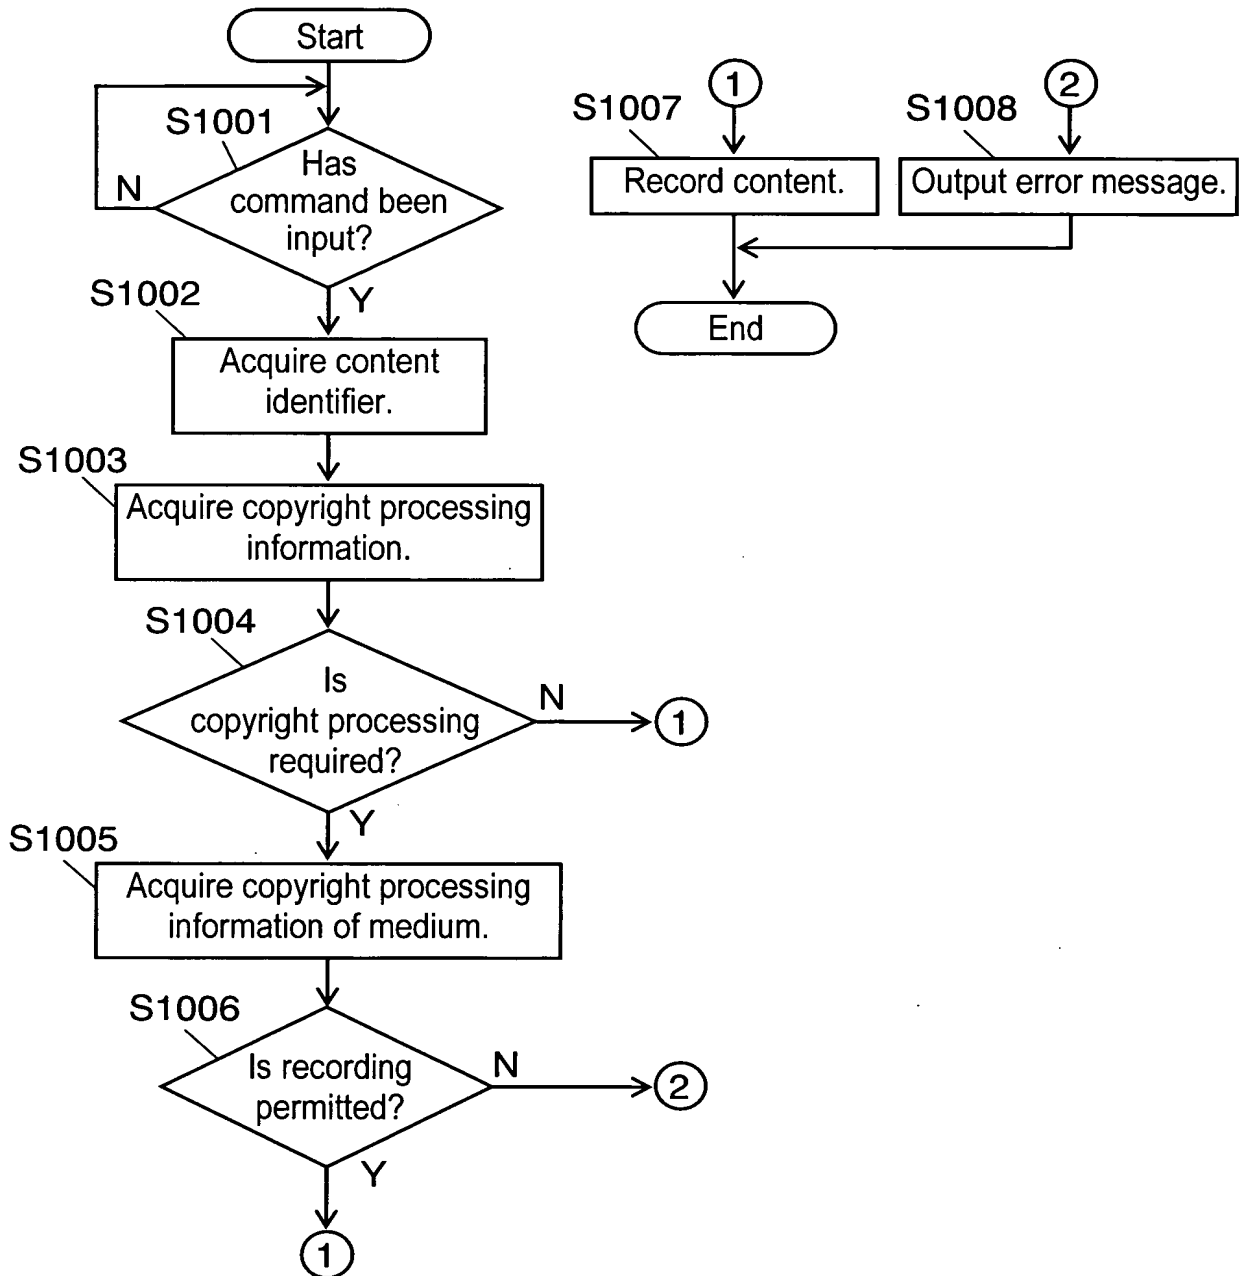 Start
S1001
Has
command been
input?
N
Y
S1002
Acquire content
identifier.
S1003
Acquire copyright processing
information.
S1004
Is
copyright processing
required?
N
1
Y
S1005
Acquire copyright processing
information of medium.
S1006
Is recording
permitted?
N
2
Y
1
1
S1007
Record content.
2
S1008
Output error message.
End